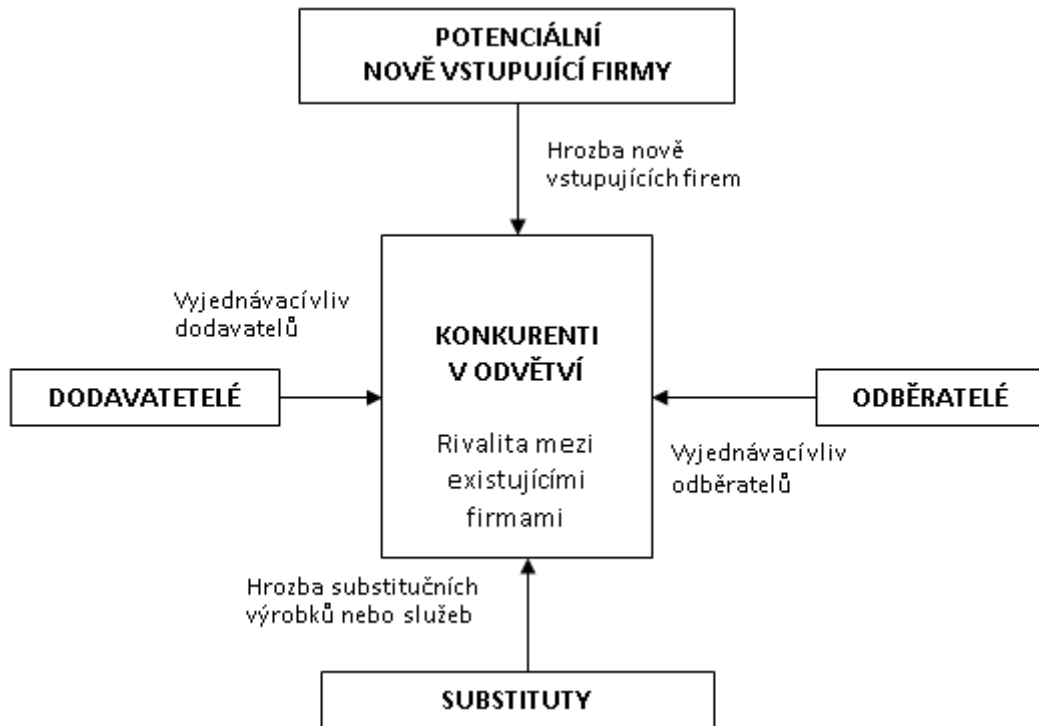 POTENCIÁLNÍ
NOVĚ VSTUPUJÍCÍ FIRMY
Hrozba nově
vstupujících firem
Vyjednávací vliv
dodavatelů
KONKURENTI
V ODVĚTVÍ
DODAVATETELÉ
ODBĚRATELÉ
Rivalita mezi
existujícími
firmami
Vyjednávací vliv
odběratelů
Hrozba substitučních
výrobků nebo služeb
SUBSTITUTY